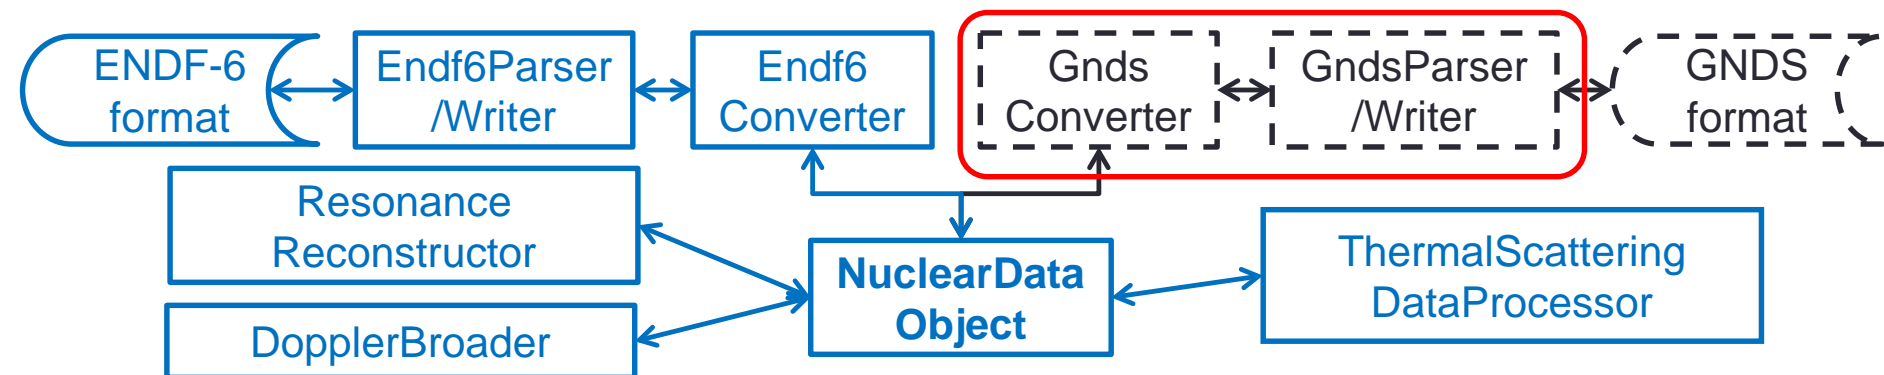 ENDF-6
format
Endf6Parser
/Writer
Endf6
Converter
Gnds
Converter
GndsParser
/Writer
GNDS
format
Resonance
Reconstructor
DopplerBroader
NuclearData
Object
ThermalScattering
DataProcessor